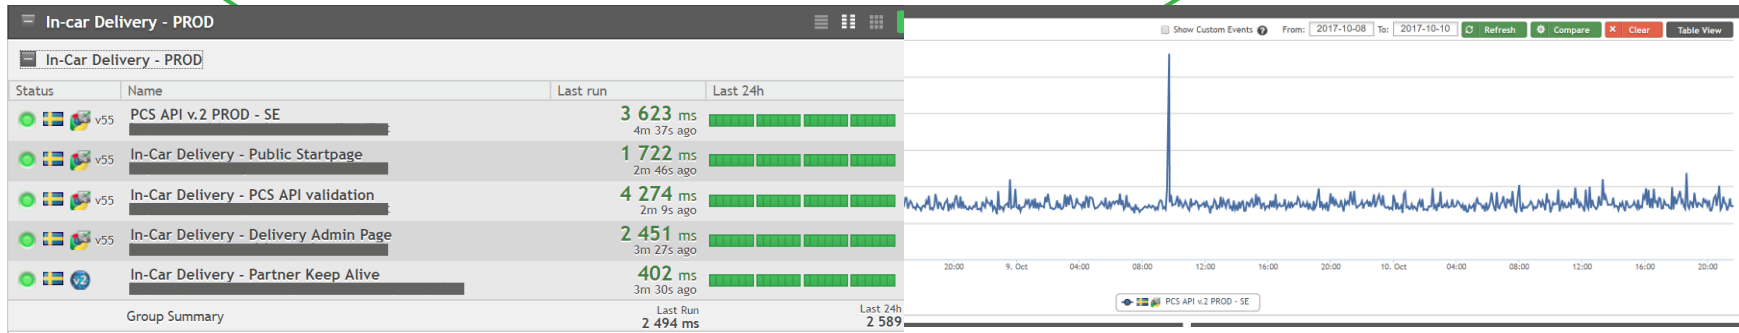 In-car Delivery - PROD
In-Car Delivery - PROD
Status Name Last run Last 24h
v55 PCS API v.2 PROD - SE 3 623 ms
4m 37s ago
v55 In-Car Delivery - Public Startpage 1 722 ms
2m 46s ago
v55 In-Car Delivery - PCS API validation 4 274 ms
2m 9s ago
v55 In-Car Delivery - Delivery Admin Page 2 451 ms
3m 27s ago
v2 In-Car Delivery - Partner Keep Alive 402 ms
3m 30s ago
Group Summary Last Run Last 24h
2 494 ms 2 589
Show Custom Events ? From: 2017-10-08 To: 2017-10-10 Refresh Compare Clear Table View
20:00 9. Oct 04:00 08:00 12:00 16:00 20:00 10. Oct 04:00 08:00 12:00 16:00 20:00
PCS API v.2 PROD - SE